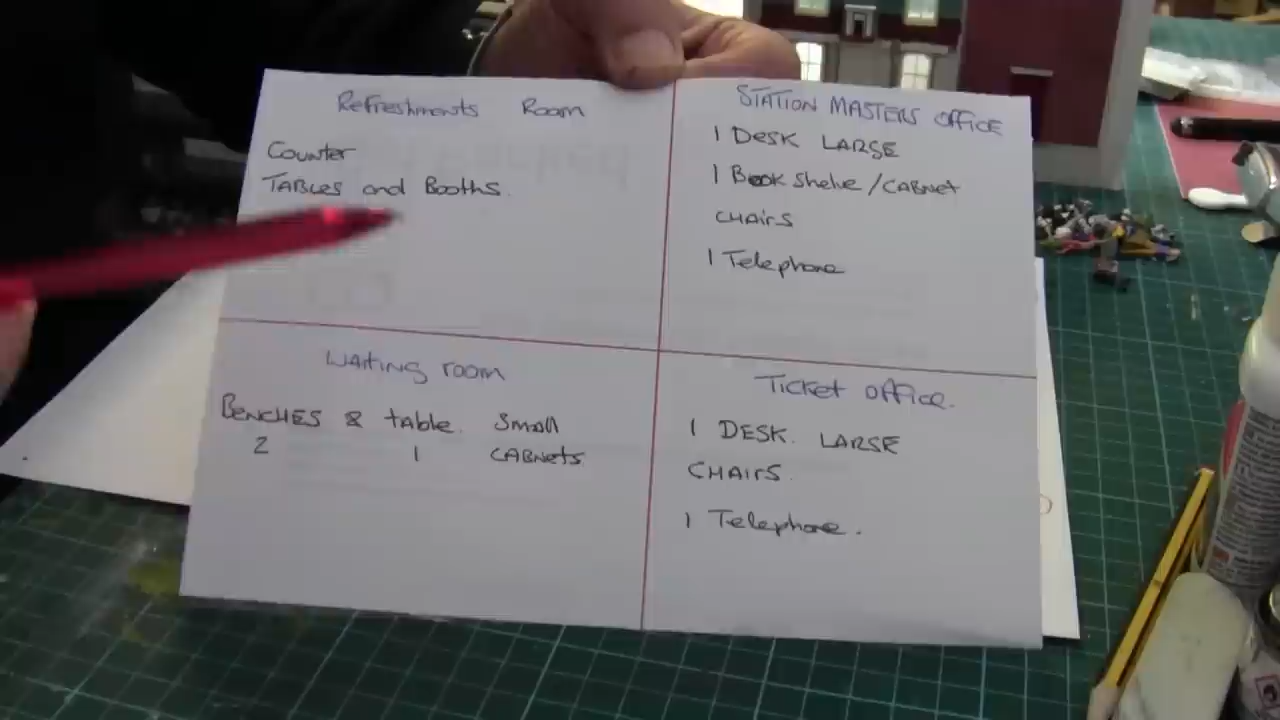 Refreshments Room
Counter
TABLES and Booths.
STATION MASTERS OFFICE
1 DESK LARGE
1 Book Shelve/CABNET
CHAIRS
1 Telephone
Waiting room
BENCHES & table. Small
2 1 CABNETS.
Ticket office.
1 DESK. LARSE
CHAIRS.
1 Telephone.